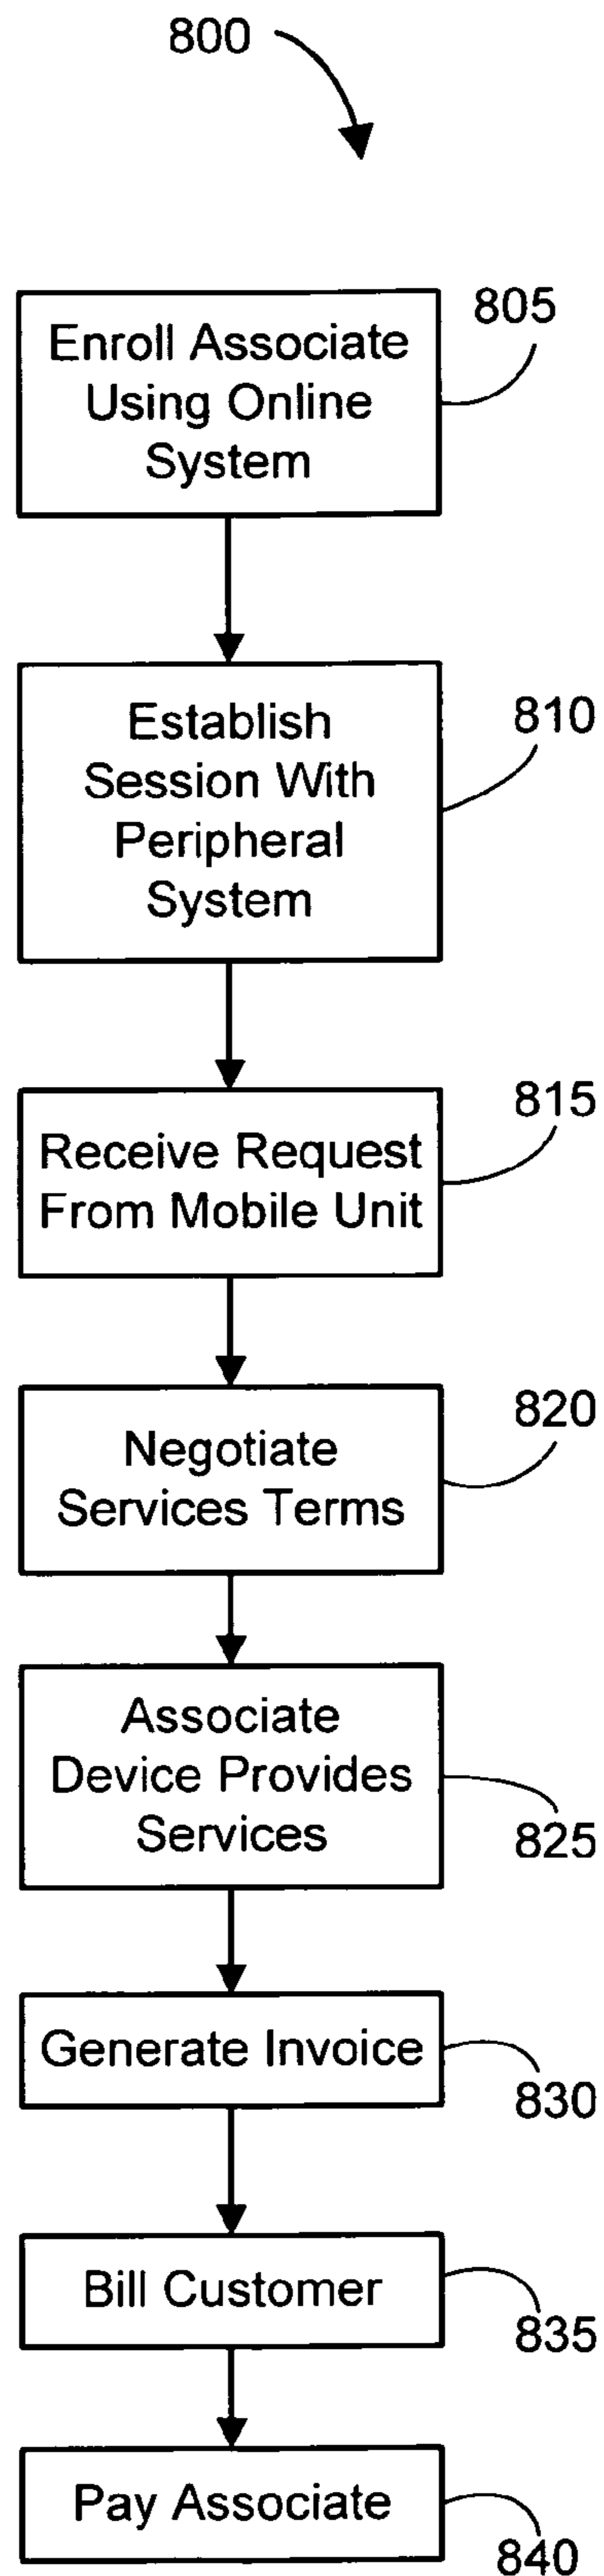 800
805
Enroll Associate
Using Online
System
810
Establish
Session With
Peripheral
System
815
Receive Request
From Mobile Unit
820
Negotiate
Services Terms
Associate
Device Provides
Services
825
Generate Invoice
830
Bill Customer
835
Pay Associate
840